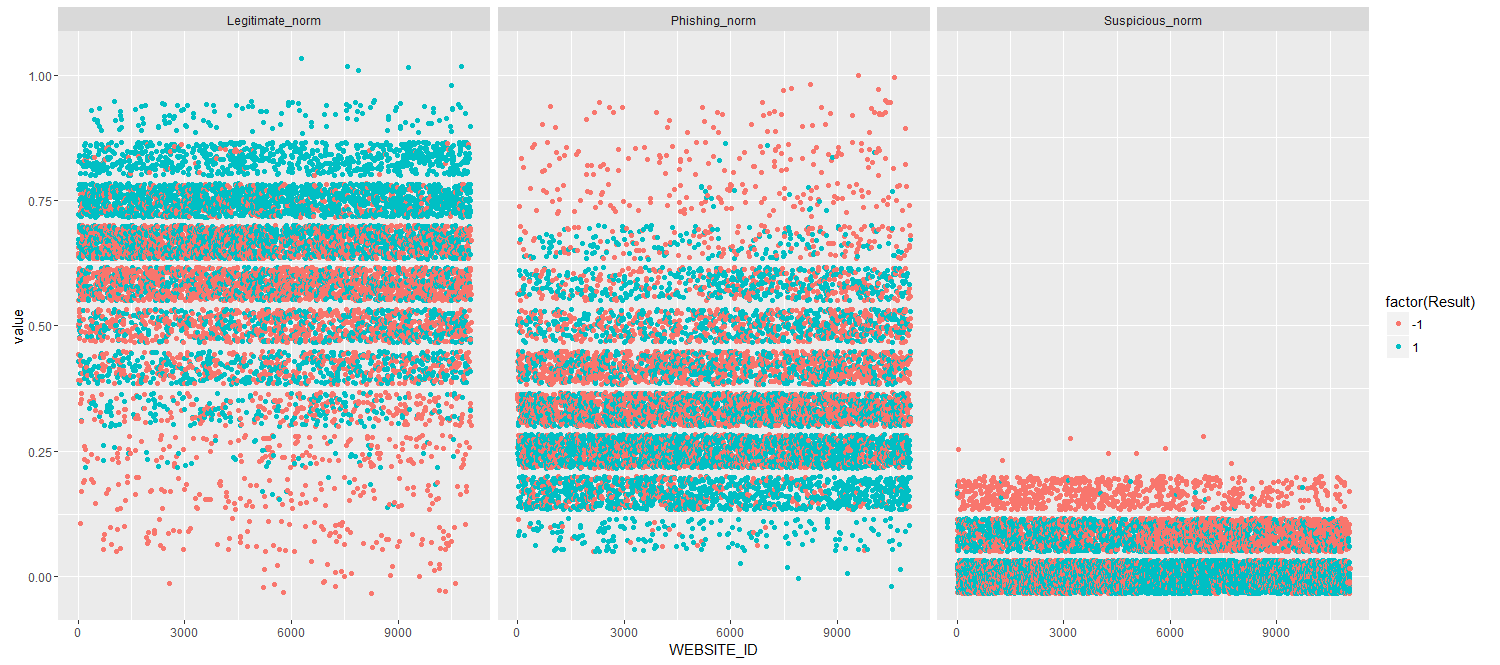 Legitimate_norm Phishing_norm Suspicious_norm
1.00
0.75
0.50
0.25
0.00
value
0 3000 6000 9000 0 3000 6000 9000 0 3000 6000 9000
WEBSITE_ID
factor(Result)
-1
1